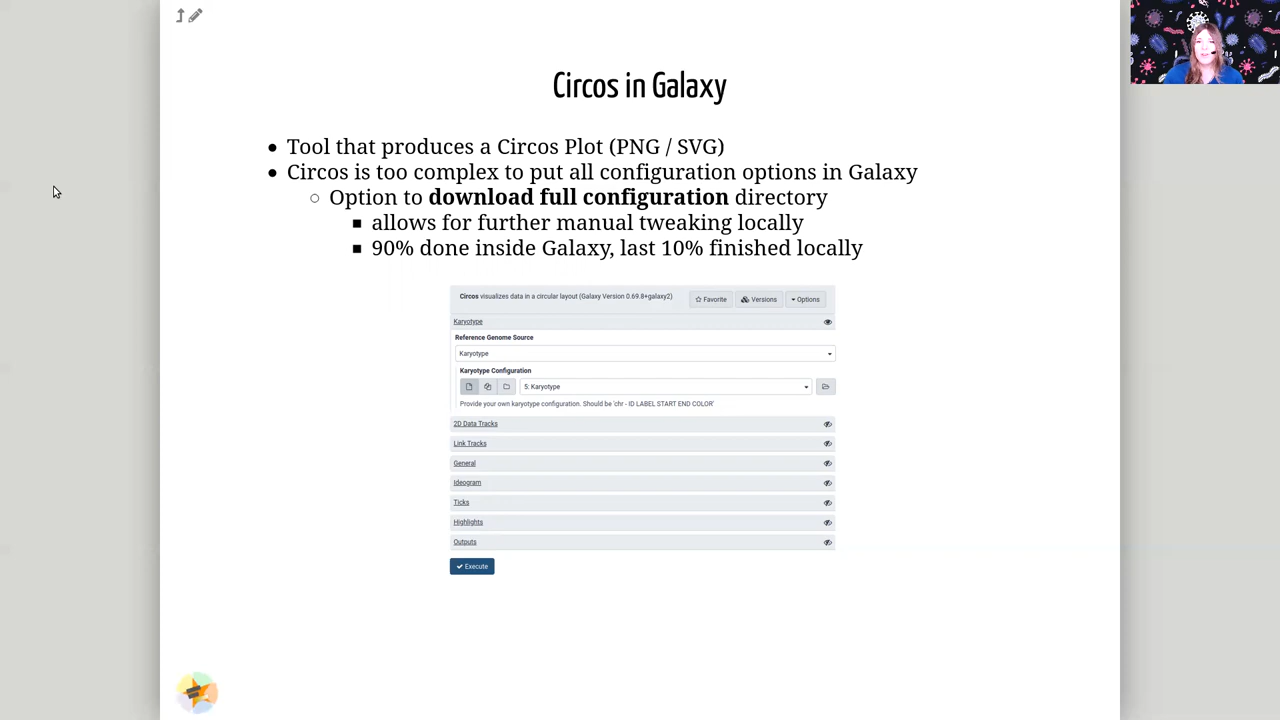 Circos in Galaxy
Tool that produces a Circos Plot (PNG / SVG)
Circos is too complex to put all configuration options in Galaxy
Option to download full configuration directory
allows for further manual tweaking locally
90% done inside Galaxy, last 10% finished locally
Circos visualizes data in a circular layout (Galaxy Version 0.69.8+galaxy2)
Favorite
Versions
Options
Karyotype
Reference Genome Source
Karyotype
Karyotype Configuration
5: Karyotype
Provide your own karyotype configuration. Should be 'chr - ID LABEL START END COLOR'
2D Data Tracks
Link Tracks
General
Ideogram
Ticks
Highlights
Outputs
Execute